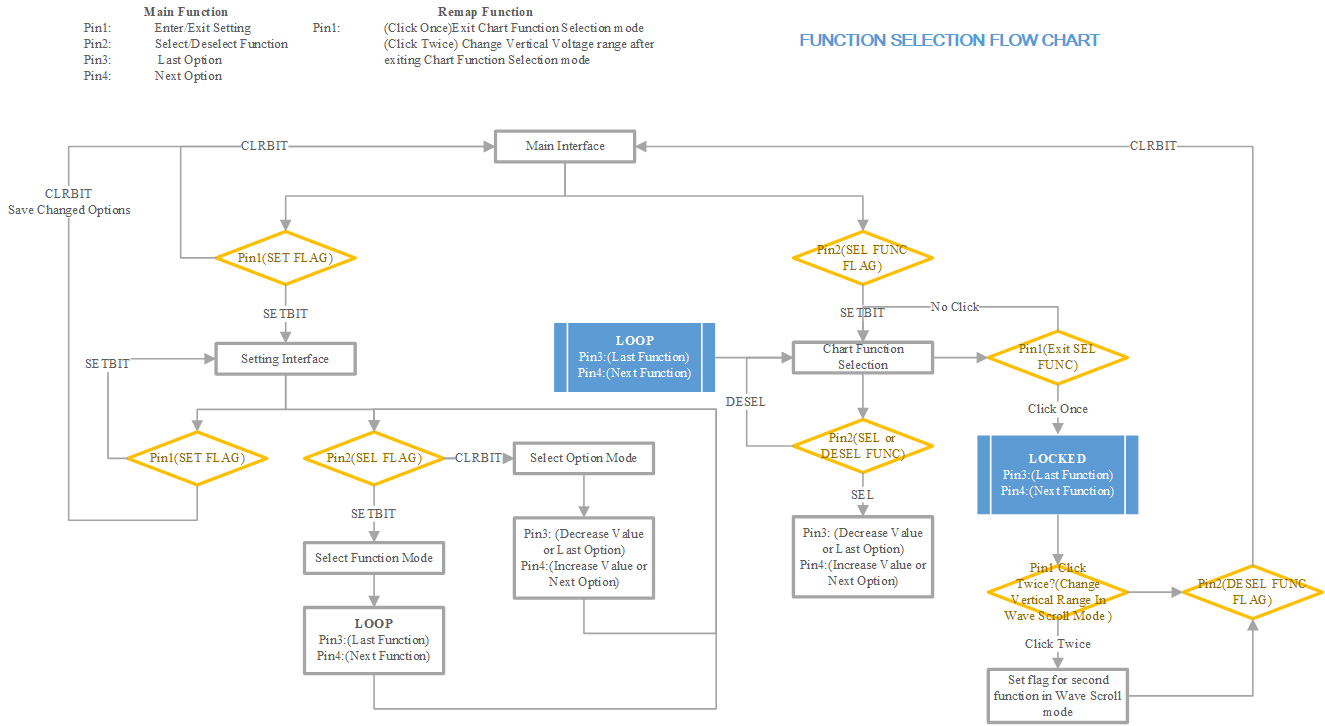 Main Function
Pin1: Enter/Exit Setting
Pin2: Select/Deselect Function
Pin3: Last Option
Pin4: Next Option
Remap Function
Pin1: (Click Once)Exit Chart Function Selection mode
(Click Twice) Change Vertical Voltage range after
exiting Chart Function Selection mode
FUNCTION SELECTION FLOW CHART
Main Interface
CLRBIT
CLRBIT
CLRBIT
Save Changed Options
Pin1(SET FLAG)
Pin2(SEL FUNC
FLAG)
SETBIT
SETBIT
No Click
Setting Interface
SETBIT
LOOP
Pin3:(Last Function)
Pin4:(Next Function)
Chart Function
Selection
Pin1(Exit SEL
FUNC)
DESEL
Click Once
Pin1(SET FLAG)
Pin2(SEL FLAG)
CLRBIT
Select Option Mode
Pin2(SEL or
DESEL FUNC)
LOCKED
Pin3:(Last Function)
Pin4:(Next Function)
SETBIT
SEL
Select Function Mode
Pin3: (Decrease Value
or Last Option)
Pin4:(Increase Value or
Next Option)
Pin3: (Decrease Value
or Last Option)
Pin4:(Increase Value or
Next Option)
Pin1 Click
Twice?(Change
Vertical Range In
Wave Scroll Mode )
Pin2(DESEL FUNC
FLAG)
LOOP
Pin3:(Last Function)
Pin4:(Next Function)
Click Twice
Set flag for second
function in Wave Scroll
mode